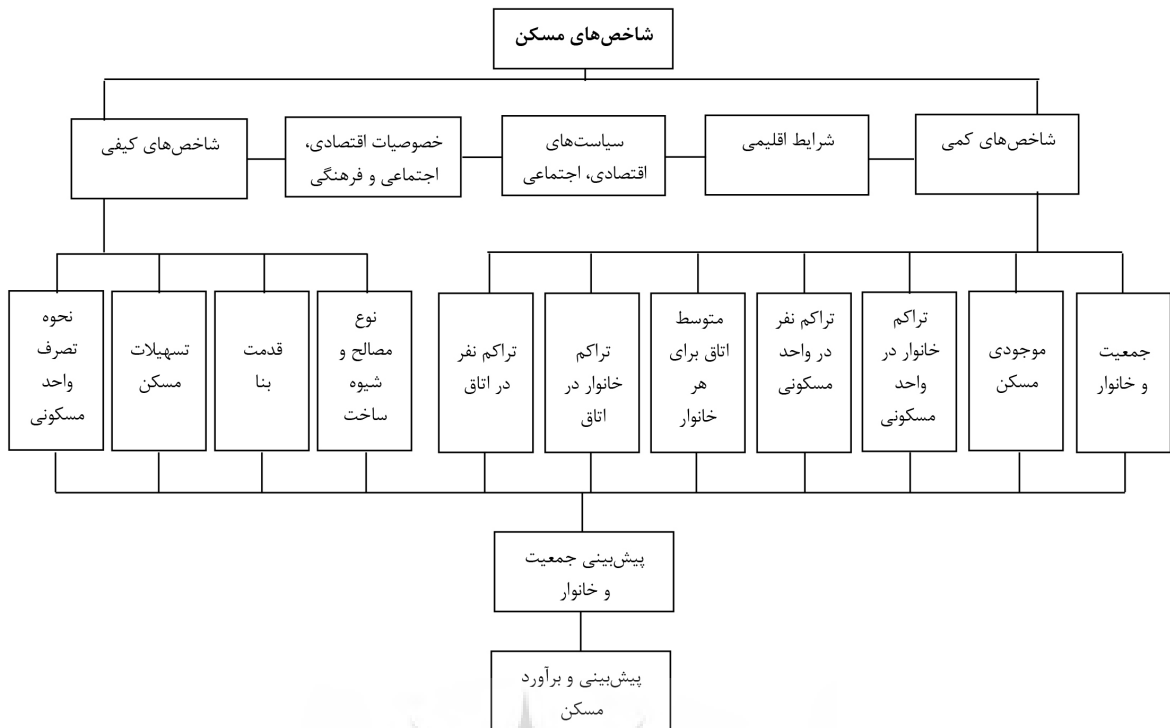 شاخص‌های مسکن
شاخص‌های کمی
شرایط اقلیمی
سیاست‌های
اقتصادی، اجتماعی
خصوصیات اقتصادی،
اجتماعی و فرهنگی
شاخص‌های کیفی
جمعیت
و خانوار
موجودی
مسکن
تراکم
خانوار در
واحد
مسکونی
تراکم نفر
در واحد
مسکونی
متوسط
اتاق برای
هر
خانوار
تراکم
خانوار در
اتاق
تراکم نفر
در اتاق
نوع
مصالح و
شیوه
ساخت
قدمت
بنا
تسهیلات
مسکن
نحوه
تصرف
واحد
مسکونی
پیش‌بینی جمعیت
و خانوار
پیش‌بینی و برآورد
مسکن